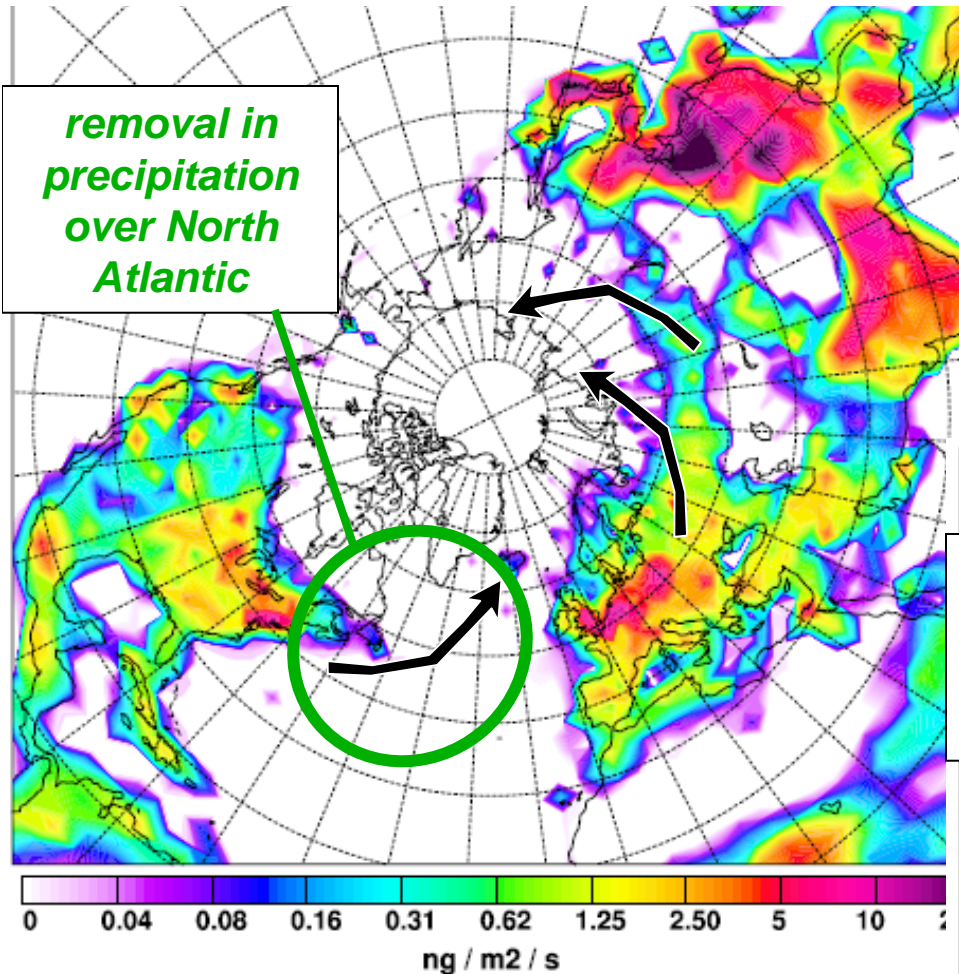 removal in
precipitation
over North
Atlantic
0 0.04 0.08 0.16 0.31 0.62 1.25 2.50 5 10
ng / m2 / s